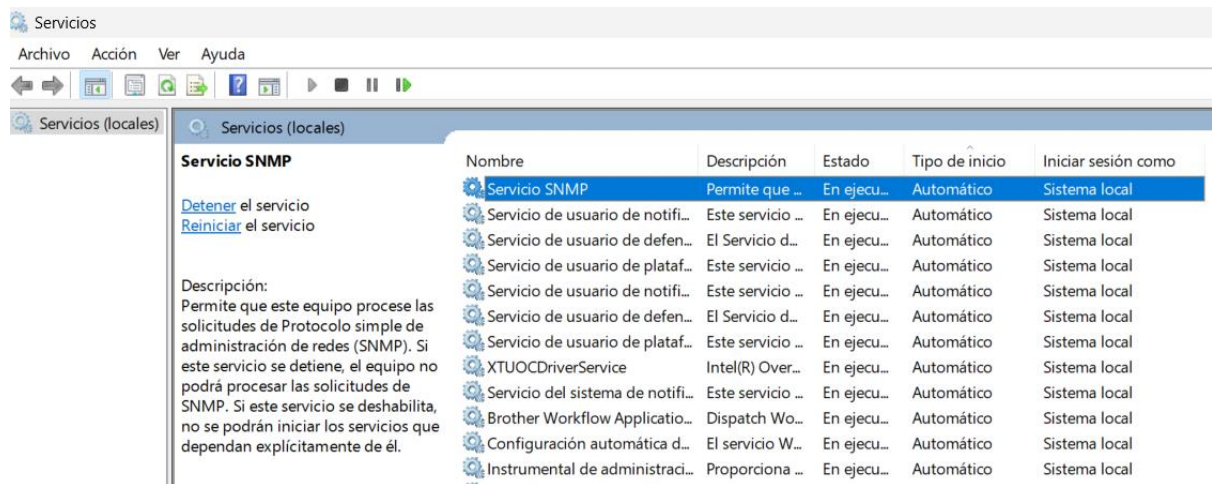 Servicios
Archivo Acción Ver Ayuda
Servicios (locales)
Servicios (locales)
Servicio SNMP
Detener el servicio
Reiniciar el servicio
Descripción:
Permite que este equipo procese las
solicitudes de Protocolo simple de
administración de redes (SNMP). Si
este servicio se detiene, el equipo no
podrá procesar las solicitudes de
SNMP. Si este servicio se deshabilita,
no se podrán iniciar los servicios que
dependan explícitamente de él.
Nombre Descripción Estado Tipo de inicio Iniciar sesión como
Servicio SNMP Permite que ... En ejecu... Automático Sistema local
Servicio de usuario de notifi... Este servicio ... En ejecu... Automático Sistema local
Servicio de usuario de defen... El Servicio d... En ejecu... Automático Sistema local
Servicio de usuario de plataf... Este servicio ... En ejecu... Automático Sistema local
Servicio de usuario de notifi... Este servicio ... En ejecu... Automático Sistema local
Servicio de usuario de defen... El Servicio d... En ejecu... Automático Sistema local
Servicio de usuario de plataf... Este servicio ... En ejecu... Automático Sistema local
XTUOCDriverService Intel(R) Over... En ejecu... Automático Sistema local
Servicio del sistema de notifi... Este servicio ... En ejecu... Automático Sistema local
Brother Workflow Applicatio... Dispatch Wo... En ejecu... Automático Sistema local
Configuración automática d... El servicio W... En ejecu... Automático Sistema local
Instrumental de administraci... Proporciona ... En ejecu... Automático Sistema local